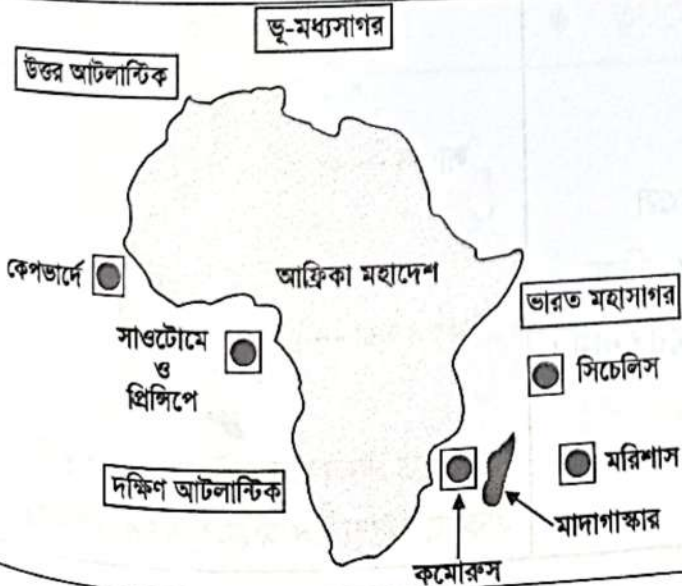 ভূ-মধ্যসাগর
উত্তর আটলান্টিক
কেপভার্দে
আফ্রিকা মহাদেশ
ভারত মহাসাগর
সাওটোমে
ও
প্রিন্সিপে
সিচেলিস
মরিশাস
দক্ষিণ আটলান্টিক
মাদাগাস্কার
কমোরুস